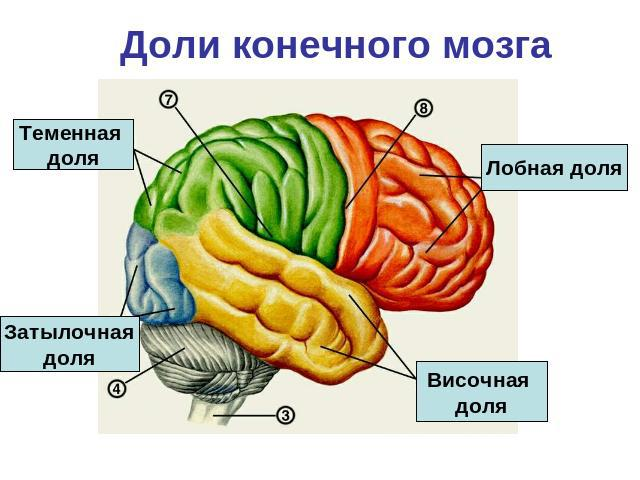 Доли конечного мозга
7
8
Теменная
доля
Лобная доля
Затылочная
доля
Височная
доля
4
3